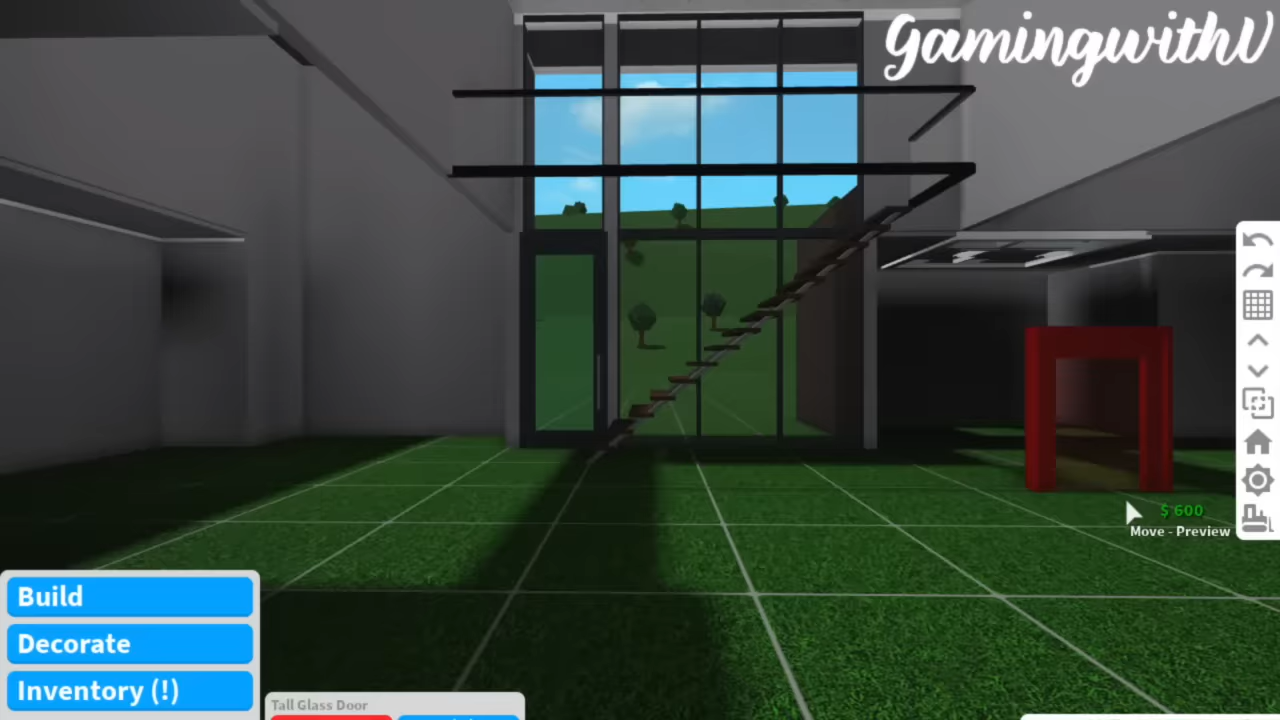 GamingwithV
$ 600
Move - Preview
Build
Decorate
Inventory (!)
Tall Glass Door